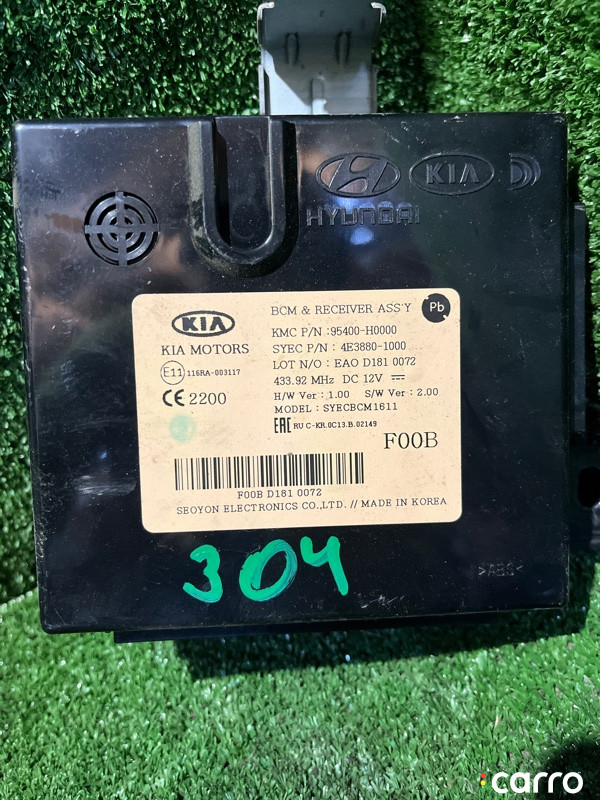 HYUNDAI
KIA
KIA
KIA MOTORS
E11 116RA-003117
CE 2200
BCM & RECEIVER ASS'Y
Pb
KMC P/N :95400-H0000
SYEC P/N : 4E3880-1000
LOT N/O : EAO D181 0072
433.92 MHz DC 12V
H/W Ver : 1.00 S/W Ver : 2.00
MODEL : SYECBCM1611
EAC RU C-KR.0C13.B.02149
F00B
F00B D181 0072
SEOYON ELECTRONICS CO.,LTD. // MADE IN KOREA
304
>ABS<
carro